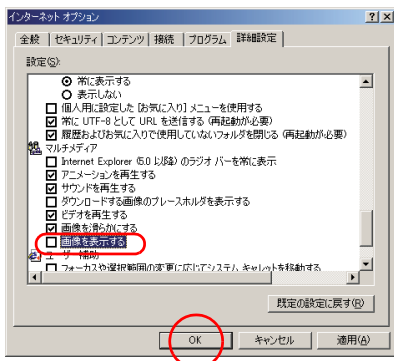 インターネット オプション
全般 セキュリティ コンテンツ 接続 プログラム 詳細設定
設定(S):
常に表示する
表示しない
個人用に設定した [お気に入り] メニューを使用する
常に UTF-8 として URL を送信する (再起動が必要)
履歴およびお気に入りで使用していないフォルダを閉じる (再起動が必要)
マルチメディア
Internet Explorer (5.0 以降) のラジオ バーを常に表示
アニメーションを再生する
サウンドを再生する
ダウンロードする画像のプレースホルダを表示する
ビデオを再生する
画像を滑らかにする
画像を表示する
ユーザー補助
フォーカスや選択範囲の変更に応じてシステム キャレットを移動する
既定の設定に戻す(R)
OK キャンセル 適用(A)